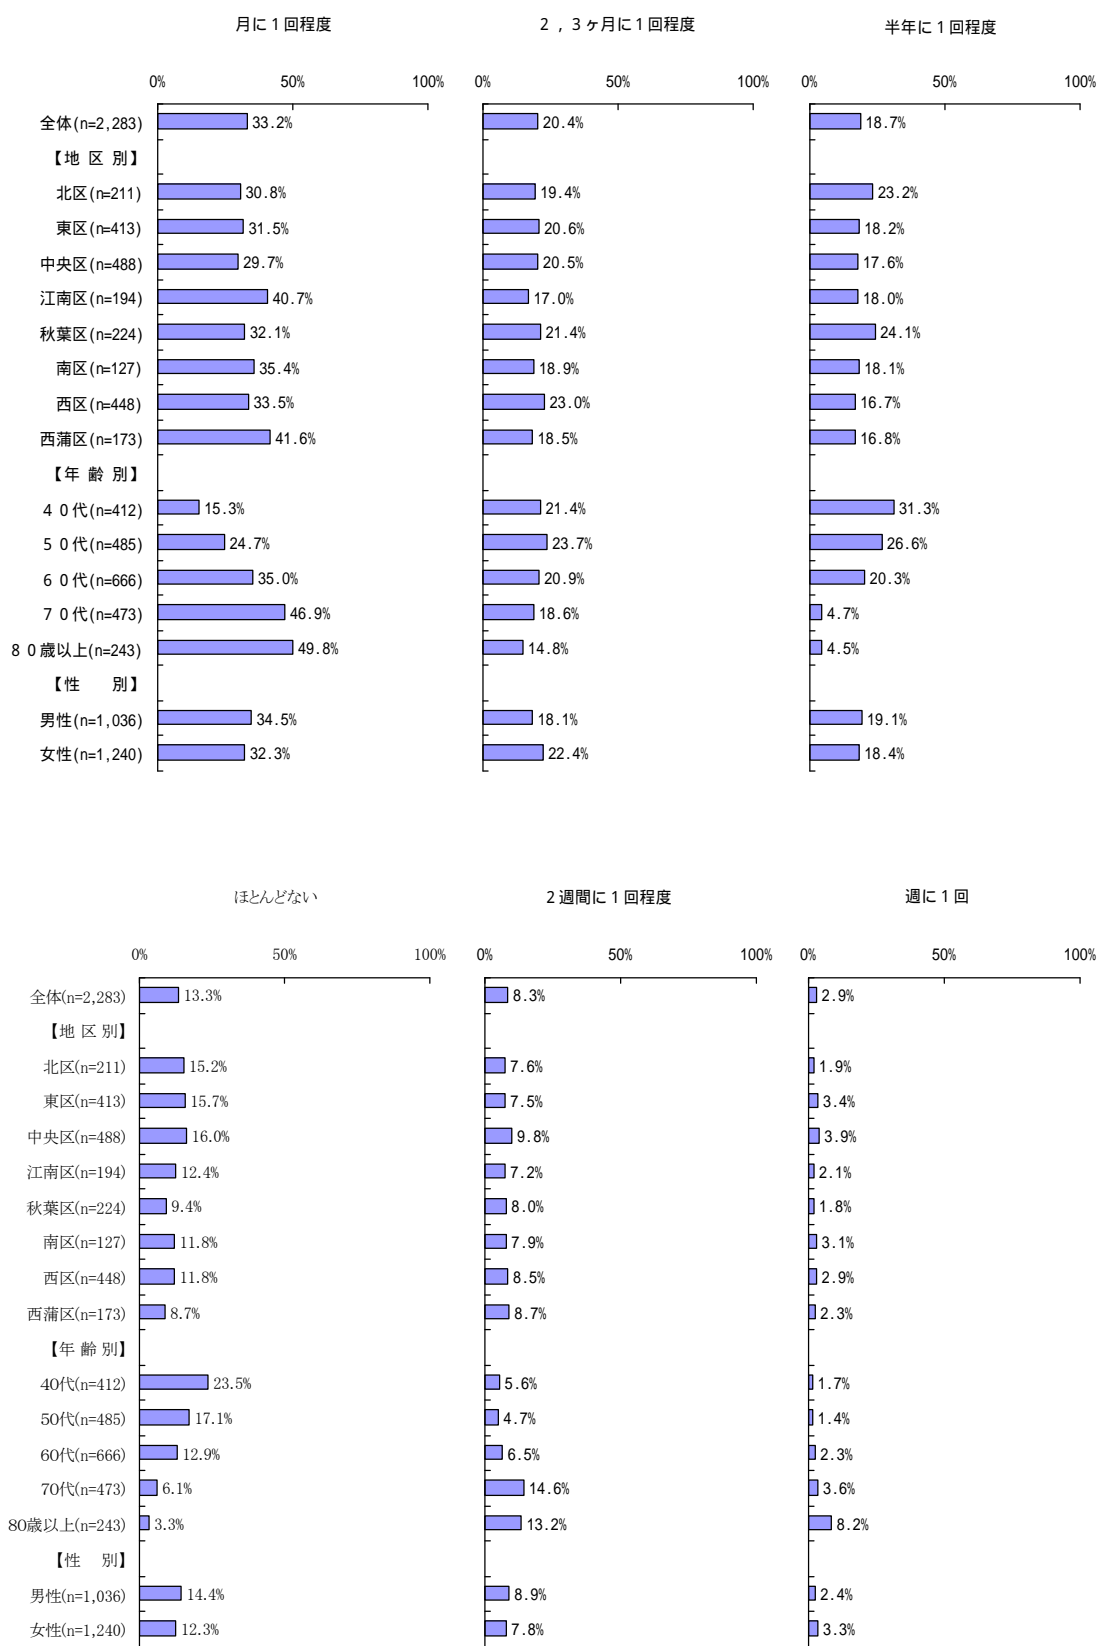 月に1回程度 2，3ヶ月に1回程度 半年に1回程度
0% 50% 100% 0% 50% 100% 0% 50% 100%
全体(n=2,283) 33.2% 20.4% 18.7%
【地 区 別】
北区(n=211) 30.8% 19.4% 23.2%
東区(n=413) 31.5% 20.6% 18.2%
中央区(n=488) 29.7% 20.5% 17.6%
江南区(n=194) 40.7% 17.0% 18.0%
秋葉区(n=224) 32.1% 21.4% 24.1%
南区(n=127) 35.4% 18.9% 18.1%
西区(n=448) 33.5% 23.0% 16.7%
西蒲区(n=173) 41.6% 18.5% 16.8%
【年 齢 別】
４０代(n=412) 15.3% 21.4% 31.3%
５０代(n=485) 24.7% 23.7% 26.6%
６０代(n=666) 35.0% 20.9% 20.3%
７０代(n=473) 46.9% 18.6% 4.7%
８０歳以上(n=243) 49.8% 14.8% 4.5%
【性　別】
男性(n=1,036) 34.5% 18.1% 19.1%
女性(n=1,240) 32.3% 22.4% 18.4%
ほとんどない 2週間に1回程度 週に1回
0% 50% 100% 0% 50% 100% 0% 50% 100%
全体(n=2,283) 13.3% 8.3% 2.9%
【地 区 別】
北区(n=211) 15.2% 7.6% 1.9%
東区(n=413) 15.7% 7.5% 3.4%
中央区(n=488) 16.0% 9.8% 3.9%
江南区(n=194) 12.4% 7.2% 2.1%
秋葉区(n=224) 9.4% 8.0% 1.8%
南区(n=127) 11.8% 7.9% 3.1%
西区(n=448) 11.8% 8.5% 2.9%
西蒲区(n=173) 8.7% 8.7% 2.3%
【年 齢 別】
40代(n=412) 23.5% 5.6% 1.7%
50代(n=485) 17.1% 4.7% 1.4%
60代(n=666) 12.9% 6.5% 2.3%
70代(n=473) 6.1% 14.6% 3.6%
80歳以上(n=243) 3.3% 13.2% 8.2%
【性　別】
男性(n=1,036) 14.4% 8.9% 2.4%
女性(n=1,240) 12.3% 7.8% 3.3%